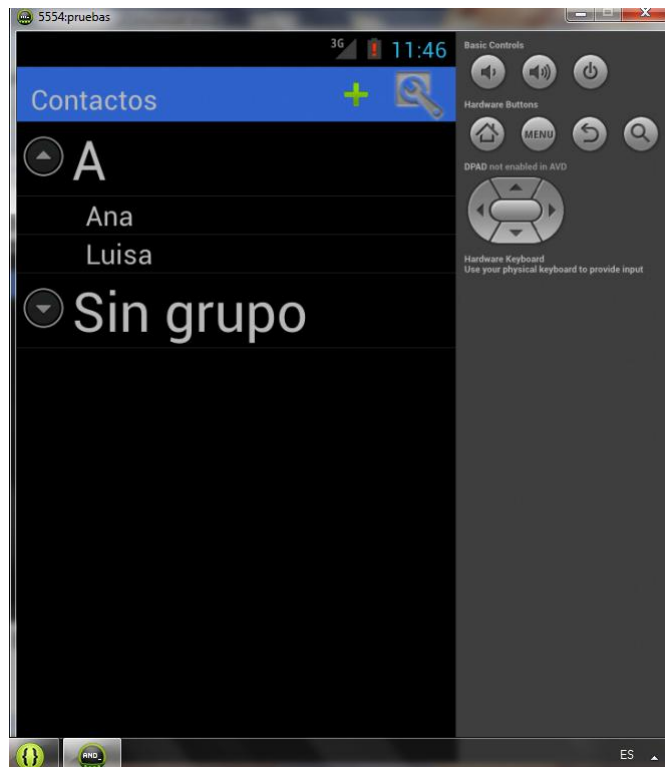 5554:pruebas
3G 11:46
Contactos
A
Ana
Luisa
Sin grupo
Basic Controls
Hardware Buttons
MENU
DPAD not enabled in AVD
Hardware Keyboard
Use your physical keyboard to provide input
AND_
ES